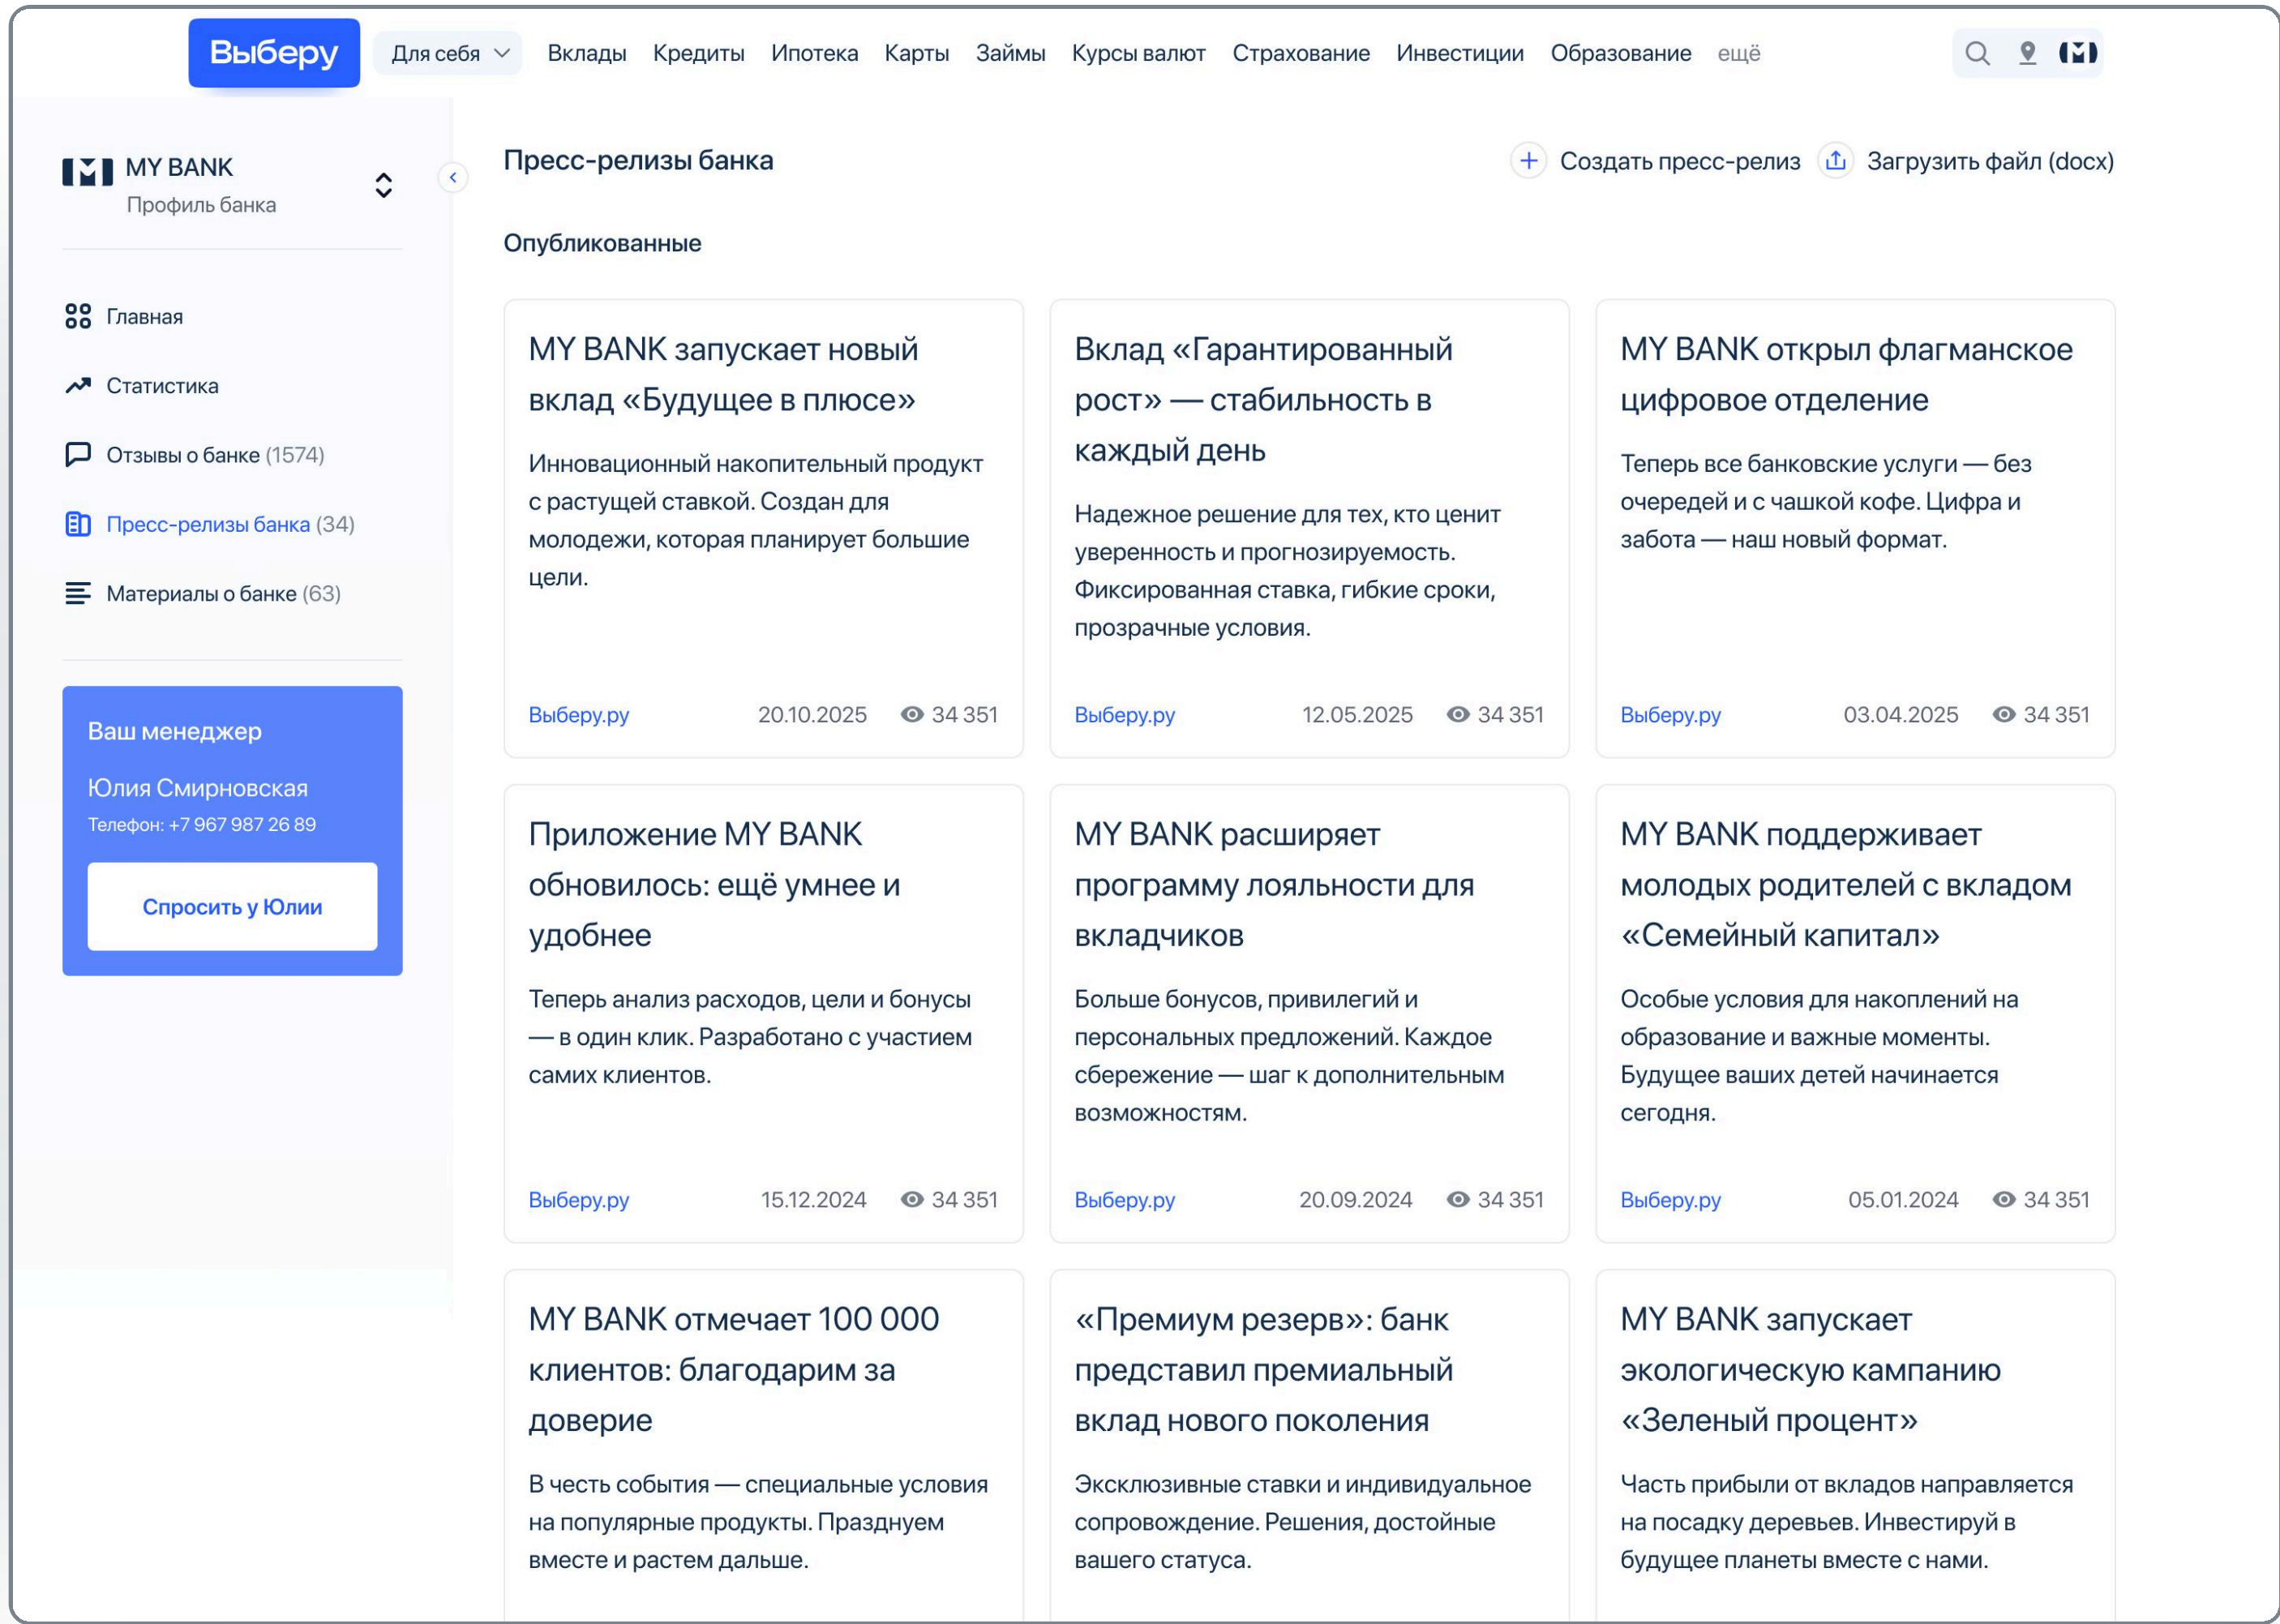 Выберу
Для себя
Вклады
Кредиты
Ипотека
Карты
Займы
Курсы валют
Страхование
Инвестиции
Образование
ещё
MY BANK
Профиль банка
Главная
Статистика
Отзывы о банке (1574)
Пресс-релизы банка (34)
Материалы о банке (63)
Ваш менеджер
Юлия Смирновская
Телефон: +7 967 987 26 89
Спросить у Юлии
Пресс-релизы банка
Создать пресс-релиз
Загрузить файл (docx)
Опубликованные
MY BANK запускает новый
вклад «Будущее в плюсе»
Инновационный накопительный продукт
с растущей ставкой. Создан для
молодежи, которая планирует большие
цели.
Выберу.ру 20.10.2025 34 351
Вклад «Гарантированный
рост» — стабильность в
каждый день
Надежное решение для тех, кто ценит
уверенность и прогнозируемость.
Фиксированная ставка, гибкие сроки,
прозрачные условия.
Выберу.ру 12.05.2025 34 351
MY BANK открыл флагманское
цифровое отделение
Теперь все банковские услуги — без
очередей и с чашкой кофе. Цифра и
забота — наш новый формат.
Выберу.ру 03.04.2025 34 351
Приложение MY BANK
обновилось: ещё умнее и
удобнее
Теперь анализ расходов, цели и бонусы
— в один клик. Разработано с участием
самих клиентов.
Выберу.ру 15.12.2024 34 351
MY BANK расширяет
программу лояльности для
вкладчиков
Больше бонусов, привилегий и
персональных предложений. Каждое
сбережение — шаг к дополнительным
возможностям.
Выберу.ру 20.09.2024 34 351
MY BANK поддерживает
молодых родителей с вкладом
«Семейный капитал»
Особые условия для накоплений на
образование и важные моменты.
Будущее ваших детей начинается
сегодня.
Выберу.ру 05.01.2024 34 351
MY BANK отмечает 100 000
клиентов: благодарим за
доверие
В честь события — специальные условия
на популярные продукты. Празднуем
вместе и растем дальше.
«Премиум резерв»: банк
представил премиальный
вклад нового поколения
Эксклюзивные ставки и индивидуальное
сопровождение. Решения, достойные
вашего статуса.
MY BANK запускает
экологическую кампанию
«Зеленый процент»
Часть прибыли от вкладов направляется
на посадку деревьев. Инвестируй в
будущее планеты вместе с нами.